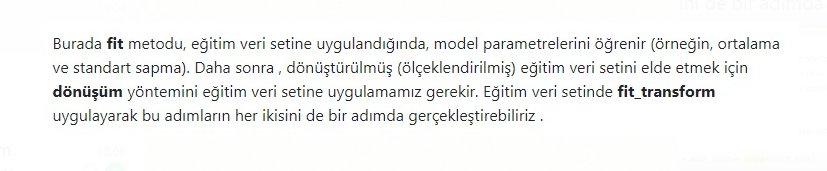 Burada fit metodu, eğitim veri setine uygulandığında, model parametrelerini öğrenir (örneğin, ortalama
ve standart sapma). Daha sonra , dönüştürülmüş (ölçeklendirilmiş) eğitim veri setini elde etmek için
dönüşüm yöntemini eğitim veri setine uygulamamız gerekir. Eğitim veri setinde fit_transform
uygulayarak bu adımların her ikisini de bir adımda gerçekleştirebiliriz .